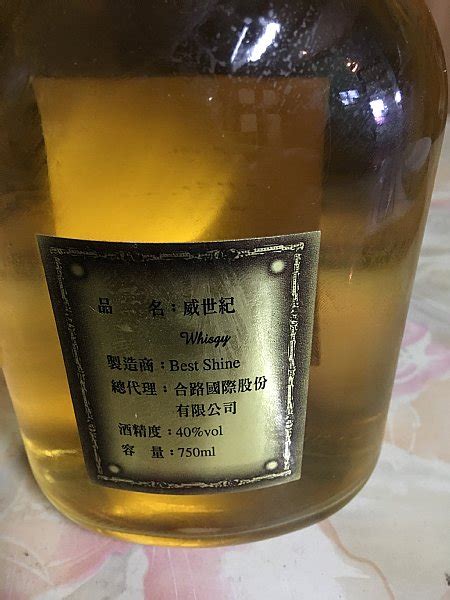 品　名：威世紀
Whisgy
製造商：Best Shine
總代理：合路國際股份
有限公司
酒精度：40%vol
容　量：750ml